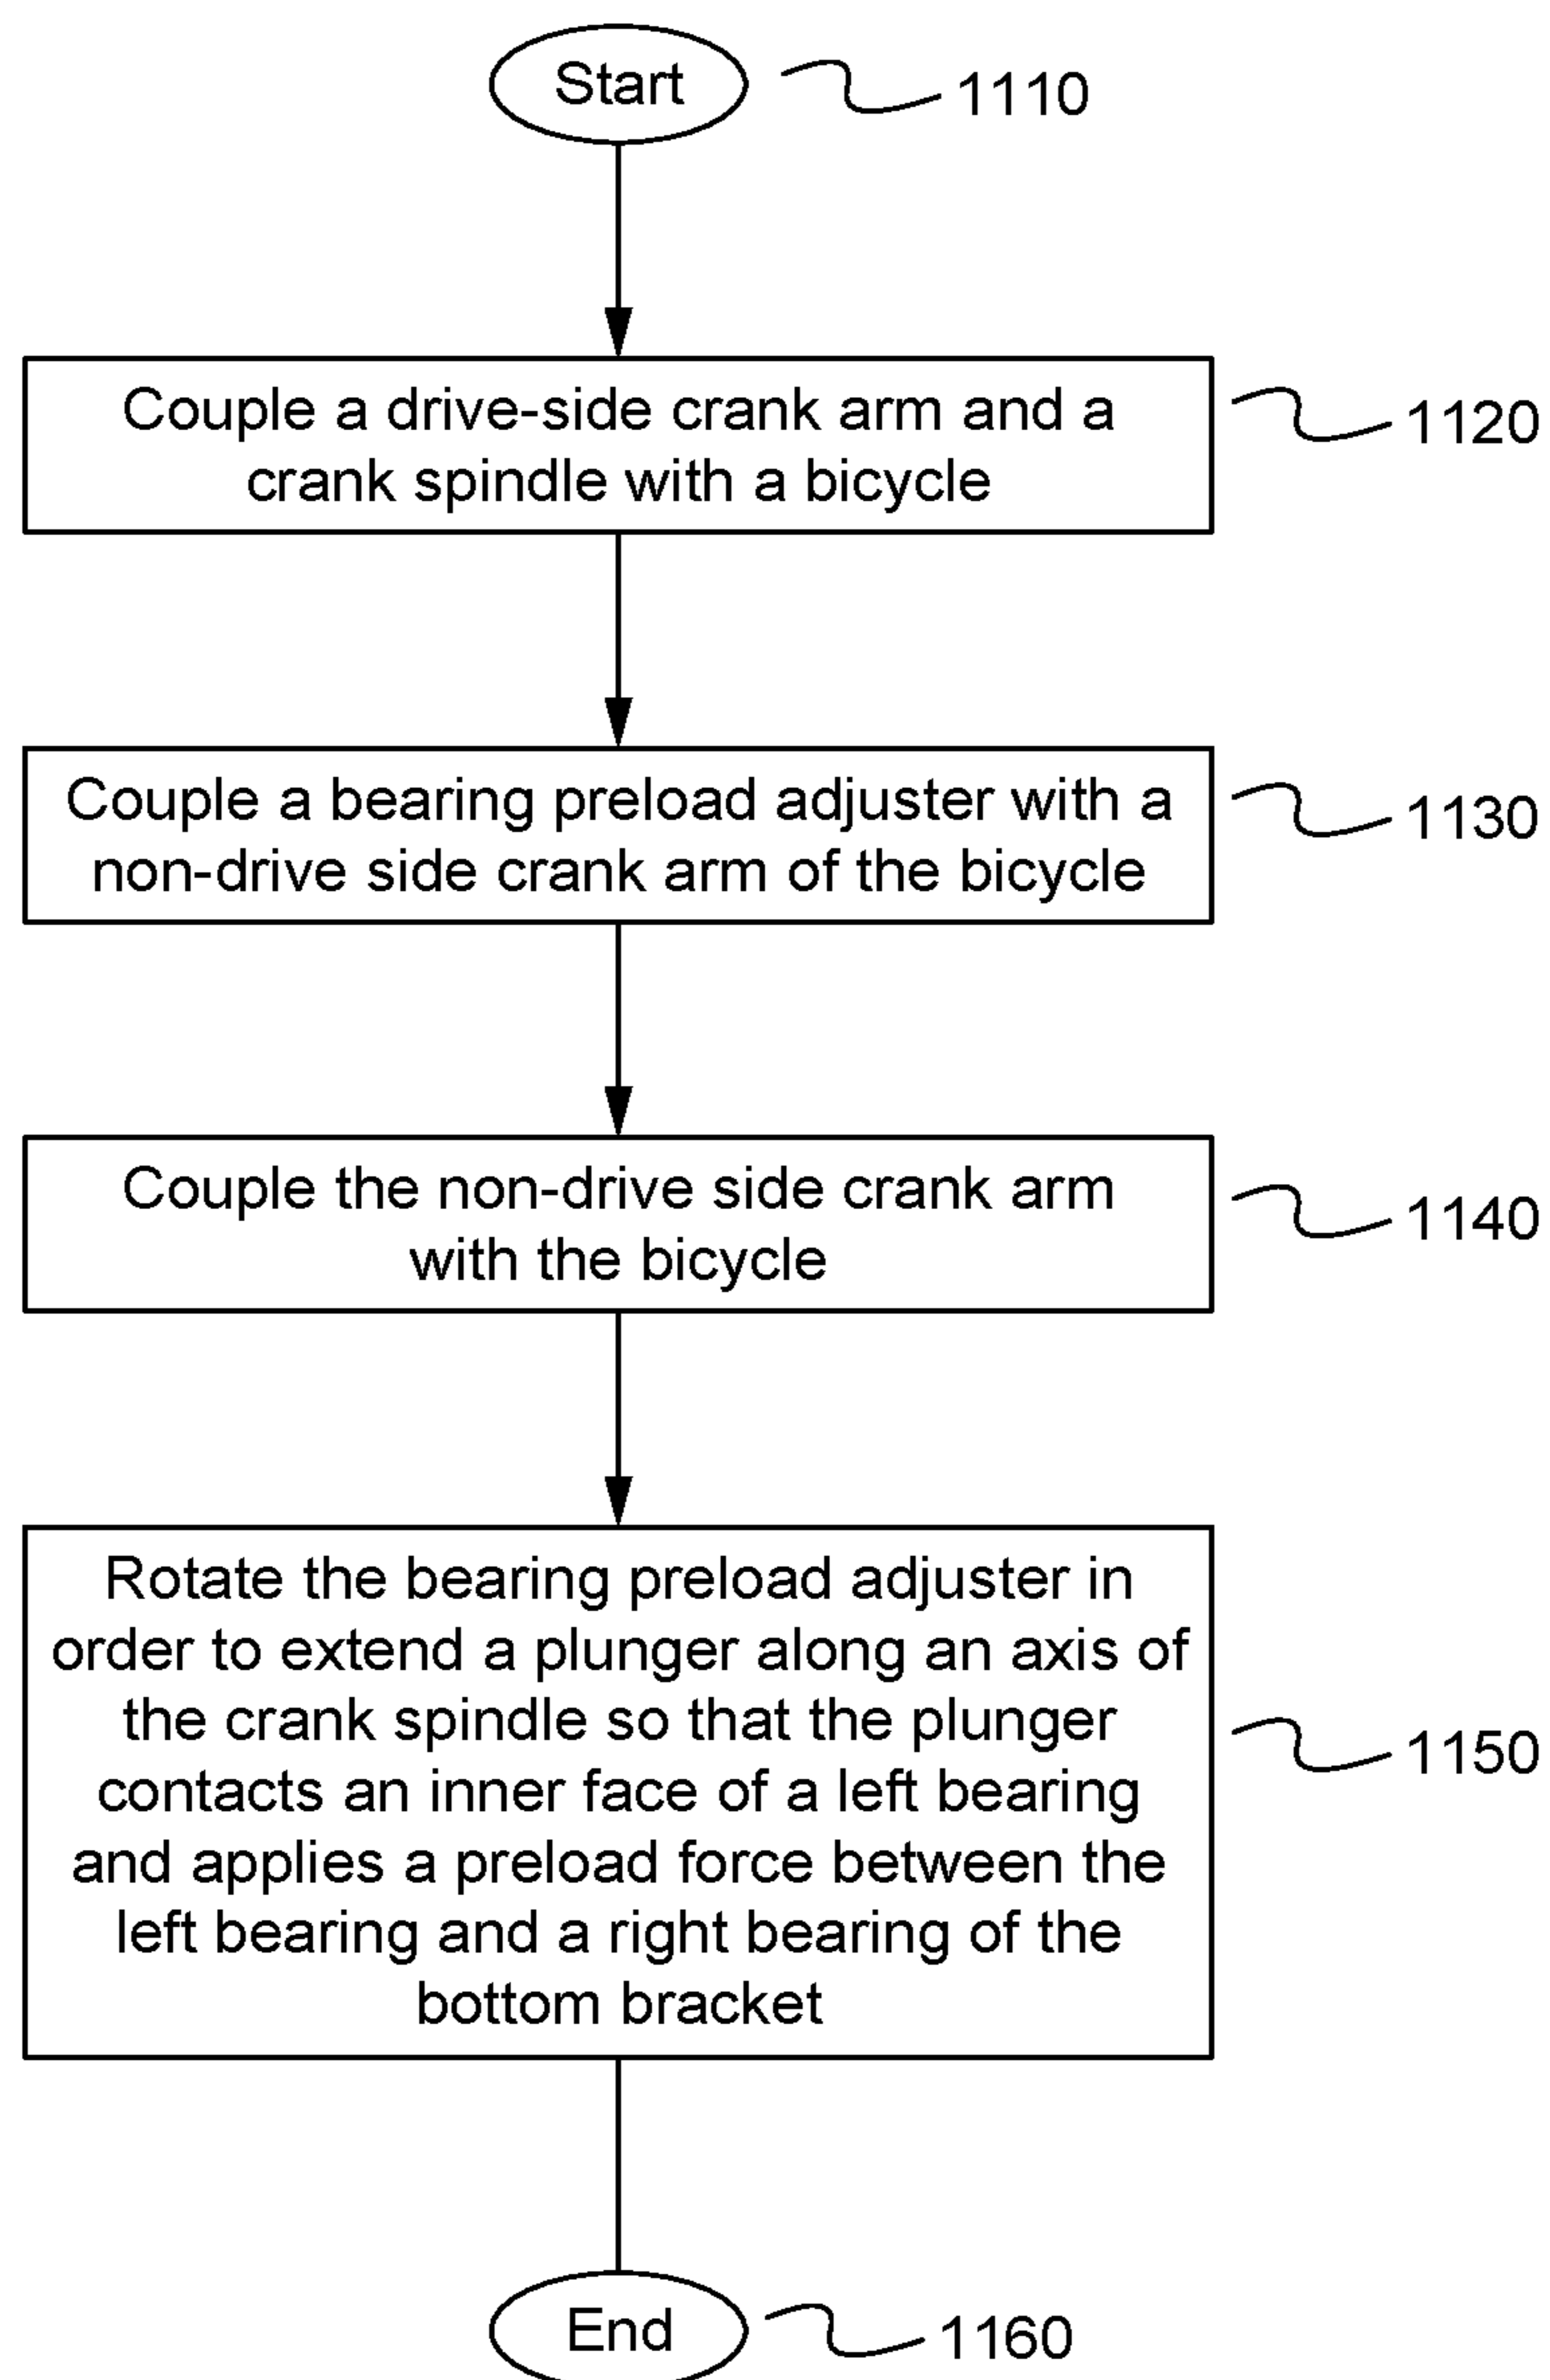 Start
1110
Couple a drive-side crank arm and a
crank spindle with a bicycle
1120
Couple a bearing preload adjuster with a
non-drive side crank arm of the bicycle
1130
Couple the non-drive side crank arm
with the bicycle
1140
Rotate the bearing preload adjuster in
order to extend a plunger along an axis of
the crank spindle so that the plunger
contacts an inner face of a left bearing
and applies a preload force between the
left bearing and a right bearing of the
bottom bracket
1150
End
1160